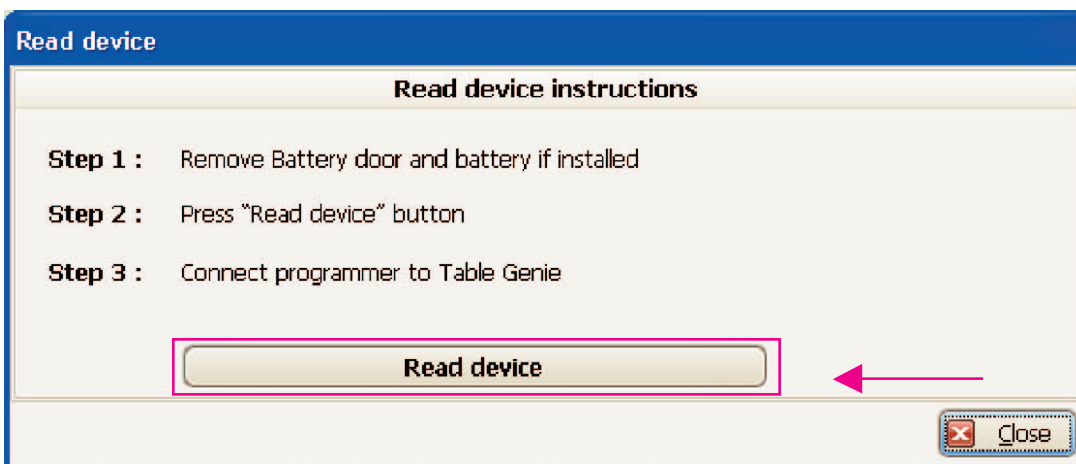 Read device
Read device instructions
Step 1 : Remove Battery door and battery if installed
Step 2 : Press "Read device" button
Step 3 : Connect programmer to Table Genie
Read device
Close